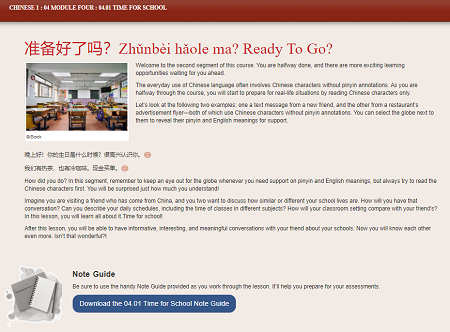 CHINESE 1 : 04 MODULE FOUR : 04.01 TIME FOR SCHOOL
准备好了吗？Zhǔnbèi hǎole ma? Ready To Go?
Welcome to the second segment of this course. You are halfway done, and there are more exciting learning
opportunities waiting for you ahead.
The everyday use of Chinese language often involves Chinese characters without pinyin annotations. As you are
halfway through the course, you will start to prepare for real-life situations by reading Chinese characters only.
Let's look at the following two examples; one a text message from a new friend, and the other from a restaurant's
advertisement flyer—both of which use Chinese characters without pinyin annotations. You can select the globe next to
them to reveal their pinyin and English meanings for support.
© iStock
晚上好！你的生日是什么时候？很高兴认识你。
我们有热茶、也有冷咖啡。现金买单。
How did you do? In this segment, remember to keep an eye out for the globe whenever you need support on pinyin and English meanings, but always try to read the
Chinese characters first. You will be surprised just how much you understand!
Imagine you are visiting a friend who has come from China, and you two want to discuss how similar or different your school lives are. How will you have that
conversation? Can you describe your daily schedules, including the time of classes in different subjects? How will your classroom setting compare with your friend's?
In this lesson, you will learn all about it Time for school!
After this lesson, you will be able to have informative, interesting, and meaningful conversations with your friend about your schools. Now you will know each other
even more. Isn't that wonderful?!
Note Guide
Be sure to use the handy Note Guide provided as you work through the lesson. It'll help you prepare for your assessments.
Download the 04.01 Time for School Note Guide